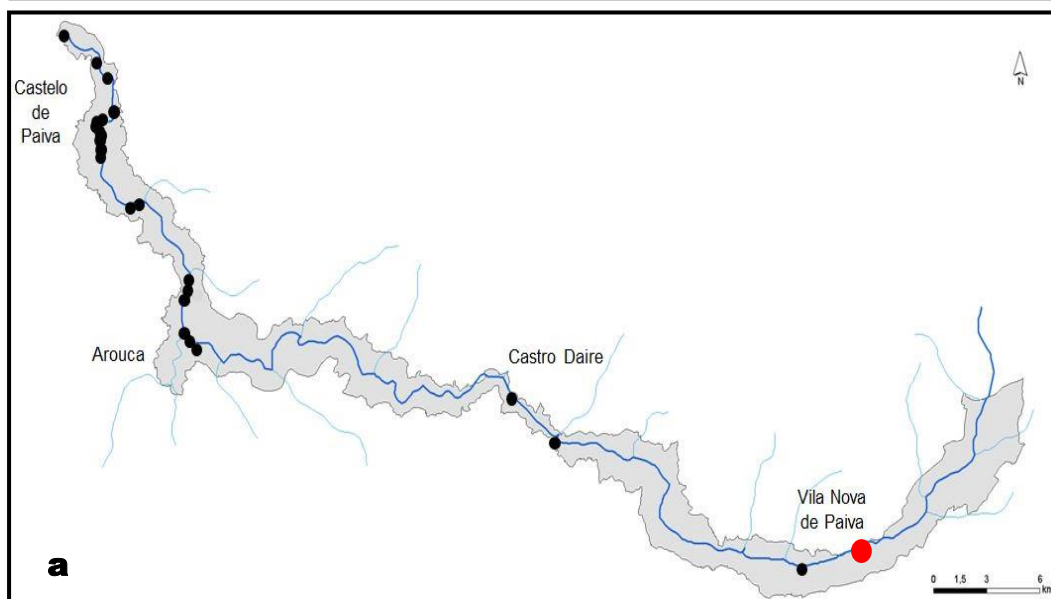 N
Castelo
de
Paiva
Arouca
Castro Daire
Vila Nova
de Paiva
a
0 1,5 3 6
km